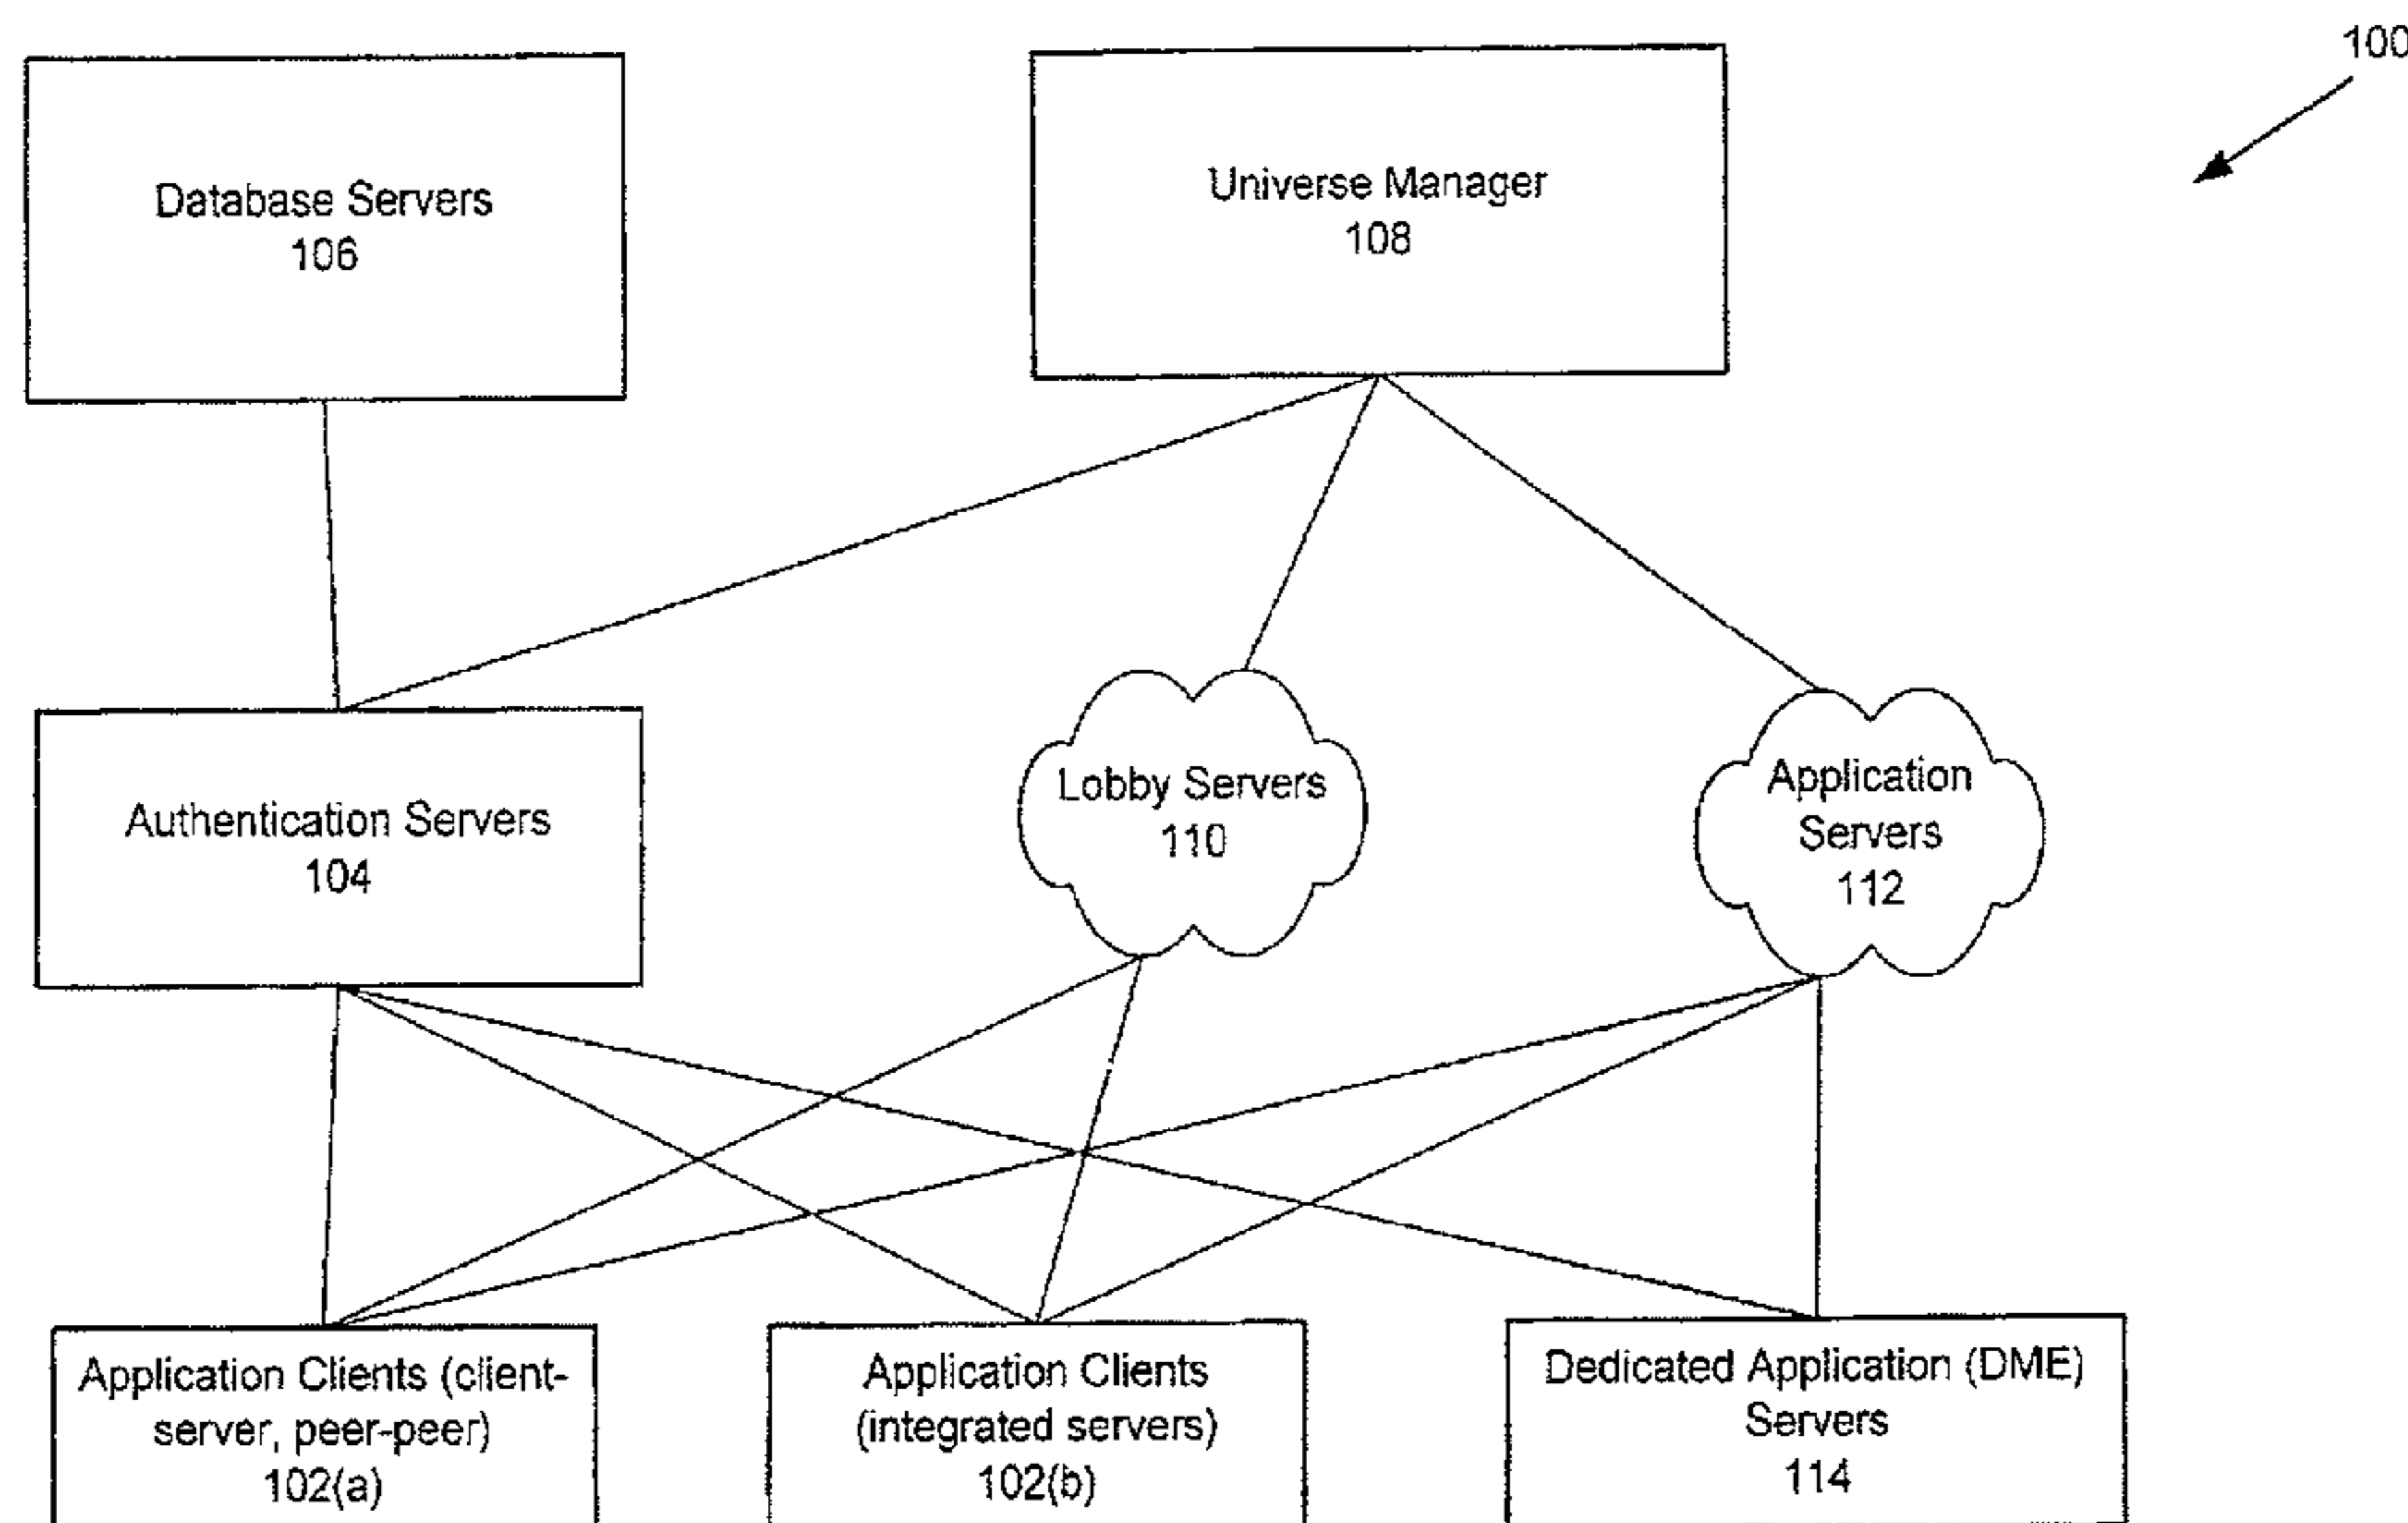 100
Database Servers
106
Universe Manager
108
Authentication Servers
104
Lobby Servers
110
Application
Servers
112
Application Clients (client-
server, peer-peer)
102(a)
Application Clients
(integrated servers)
102(b)
Dedicated Application (DME)
Servers
114